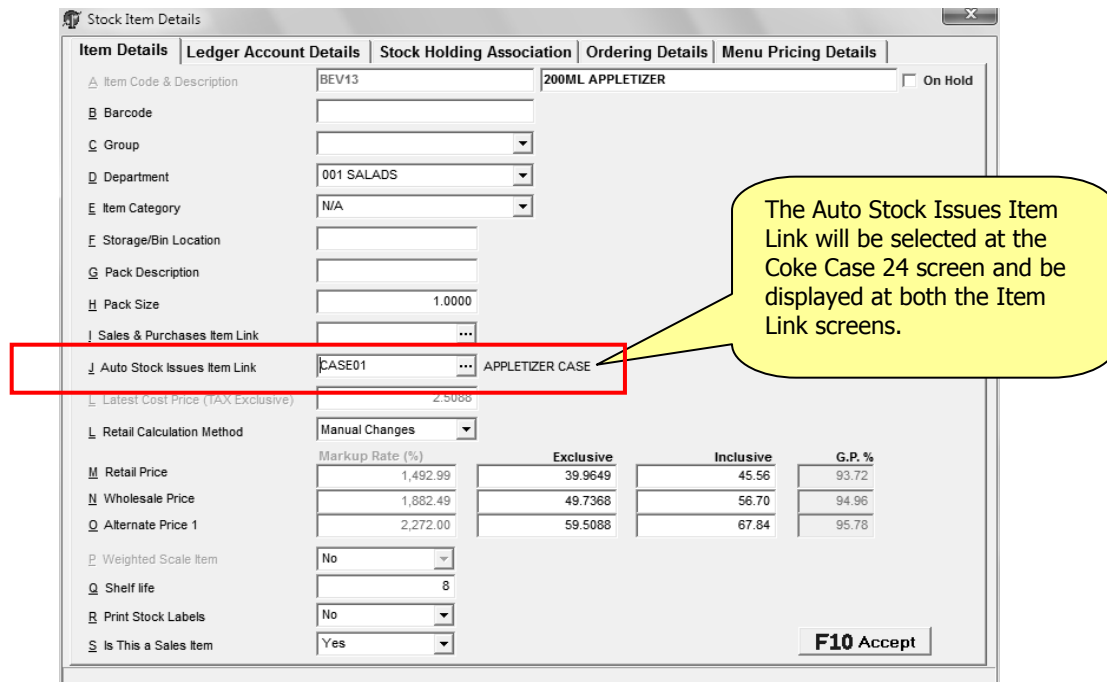 Stock Item Details
Item Details Ledger Account Details Stock Holding Association Ordering Details Menu Pricing Details
A Item Code & Description BEV13 200ML APPLETIZER On Hold
B Barcode
C Group
D Department 001 SALADS
E Item Category N/A
F Storage/Bin Location
G Pack Description
H Pack Size 1.0000
I Sales & Purchases Item Link ...
J Auto Stock Issues Item Link CASE01 ... APPLETIZER CASE
L Latest Cost Price (TAX Exclusive) 2.5088
L Retail Calculation Method Manual Changes
Markup Rate (%) Exclusive Inclusive G.P. %
M Retail Price 1,492.99 39.9649 45.56 93.72
N Wholesale Price 1,882.49 49.7368 56.70 94.96
O Alternate Price 1 2,272.00 59.5088 67.84 95.78
P Weighted Scale Item No
Q Shelf life 8
R Print Stock Labels No
S Is This a Sales Item Yes
F10 Accept
The Auto Stock Issues Item
Link will be selected at the
Coke Case 24 screen and be
displayed at both the Item
Link screens.